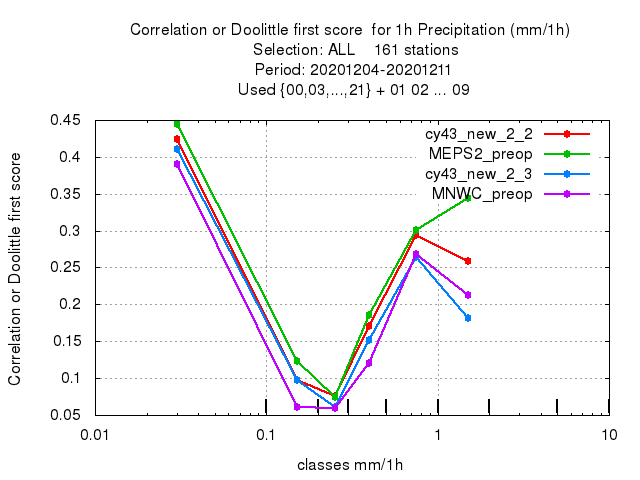 Correlation or Doolittle first score  for 1h Precipitation (mm/1h)
Selection: ALL    161 stations
Period: 20201204-20201211
Used {00,03,...,21} + 01 02 ... 09
Correlation or Doolittle first score
0.45
0.4
0.35
0.3
0.25
0.2
0.15
0.1
0.05
cy43_new_2_2
MEPS2_preop
cy43_new_2_3
MNWC_preop
0.01
0.1
1
10
classes mm/1h